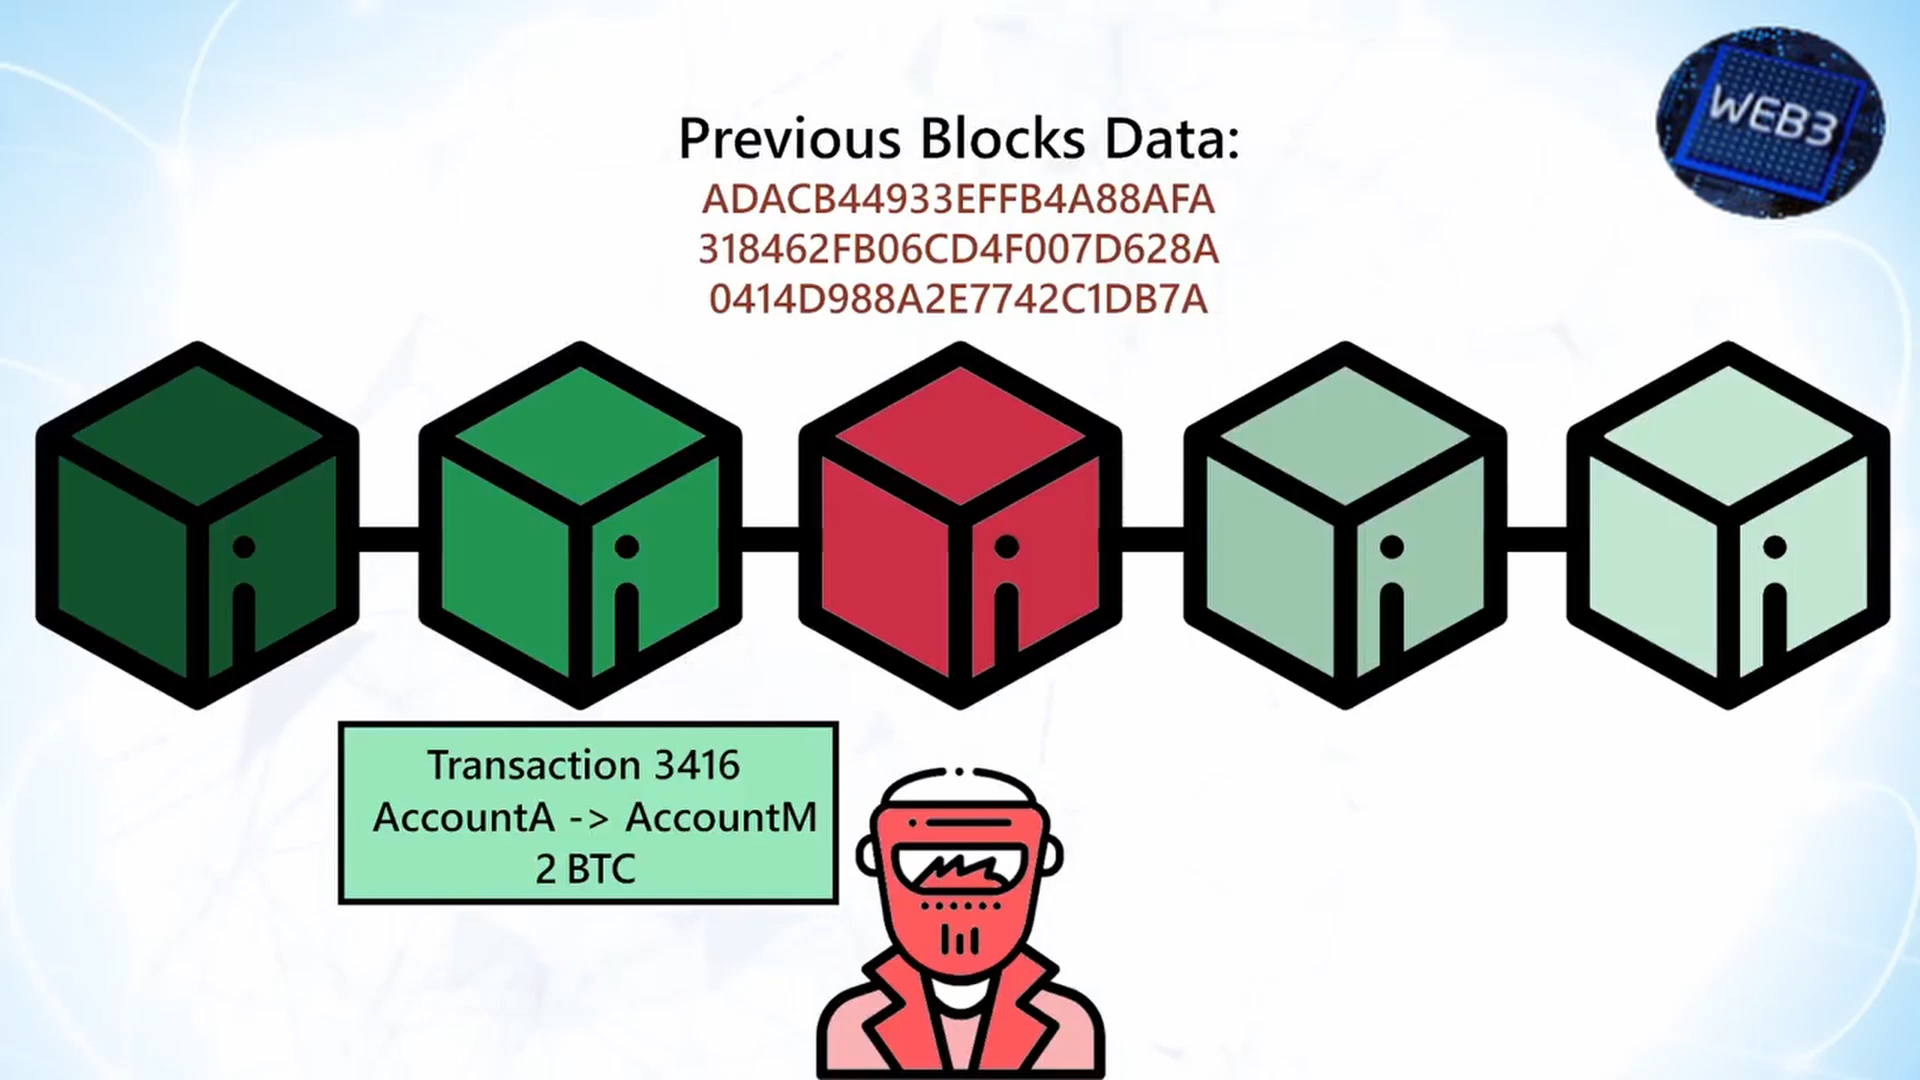 WEB3
Previous Blocks Data:
ADACB44933EFFB4A88AFA
318462FB06CD4F007D628A
0414D988A2E7742C1DB7A
Transaction 3416
AccountA -> AccountM
2 BTC